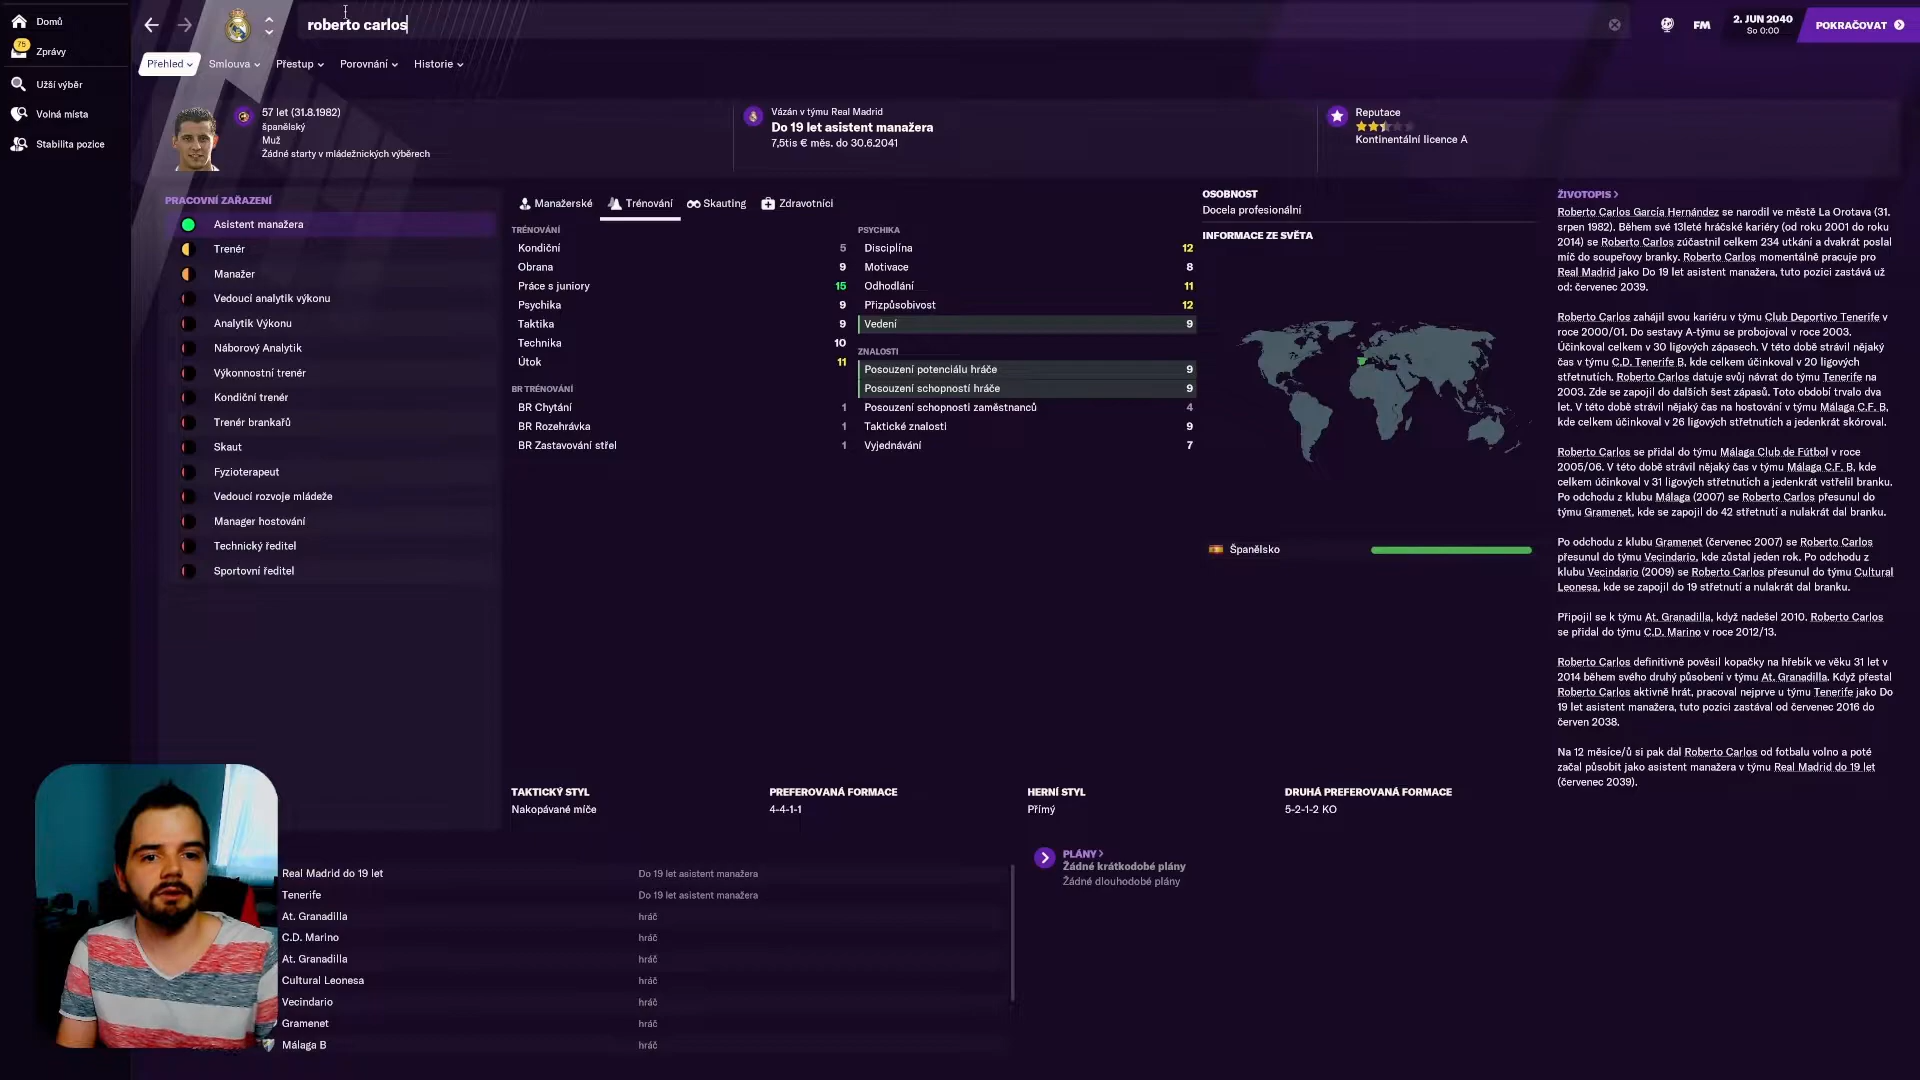 Domů
75
Zprávy
Užší výběr
Volná místa
Stabilita pozice
roberto carlos
FM
2. JUN 2040
So 0:00
POKRAČOVAT
Přehled
Smlouva
Přestup
Porovnání
Historie
57 let (31.8.1982)
španělský
Muž
Žádné starty v mládežnických výběrech
Vázán v týmu Real Madrid
Do 19 let asistent manažera
7,5tis € měs. do 30.6.2041
Reputace
Kontinentální licence A
PRACOVNÍ ZAŘAZENÍ
Asistent manažera
Trenér
Manažer
Vedoucí analytik výkonu
Analytik Výkonu
Náborový Analytik
Výkonnostní trenér
Kondiční trenér
Trenér brankařů
Skaut
Fyzioterapeut
Vedoucí rozvoje mládeže
Manager hostování
Technický ředitel
Sportovní ředitel
Manažerské
Trénování
Skauting
Zdravotníci
TRÉNOVÁNÍ
Kondiční 5
Obrana 9
Práce s juniory 15
Psychika 9
Taktika 9
Technika 10
Útok 11
BR TRÉNOVÁNÍ
BR Chytání 1
BR Rozehrávka 1
BR Zastavování střel 1
PSYCHIKA
Disciplína 12
Motivace 8
Odhodlání 11
Přizpůsobivost 12
Vedení 9
ZNALOSTI
Posouzení potenciálu hráče 9
Posouzení schopností hráče 9
Posouzení schopnosti zaměstnanců 4
Taktické znalosti 9
Vyjednávání 7
OSOBNOST
Docela profesionální
INFORMACE ZE SVĚTA
Španělsko
ŽIVOTOPIS >
Roberto Carlos García Hernández se narodil ve městě La Orotava (31.
srpen 1982). Během své 13leté hráčské kariéry (od roku 2001 do roku
2014) se Roberto Carlos zúčastnil celkem 234 utkání a dvakrát poslal
míč do soupeřovy branky. Roberto Carlos momentálně pracuje pro
Real Madrid jako Do 19 let asistent manažera, tuto pozici zastává už
od: červenec 2039.
Roberto Carlos zahájil svou kariéru v týmu Club Deportivo Tenerife v
roce 2000/01. Do sestavy A-týmu se probojoval v roce 2003.
Účinkoval celkem v 30 ligových zápasech. V této době strávil nějaký
čas v týmu C.D. Tenerife B, kde celkem účinkoval v 20 ligových
střetnutích. Roberto Carlos datuje svůj návrat do týmu Tenerife na
2003. Zde se zapojil do dalších šest zápasů. Toto období trvalo dva
let. V této době strávil nějaký čas na hostování v týmu Málaga C.F. B,
kde celkem účinkoval v 26 ligových střetnutích a jedenkrát skóroval.
Roberto Carlos se přidal do týmu Málaga Club de Fútbol v roce
2005/06. V této době strávil nějaký čas v týmu Málaga C.F. B, kde
celkem účinkoval v 31 ligových střetnutích a jedenkrát vstřelil branku.
Po odchodu z klubu Málaga (2007) se Roberto Carlos přesunul do
týmu Gramenet, kde se zapojil do 42 střetnutí a nulakrát dal branku.
Po odchodu z klubu Gramenet (červenec 2007) se Roberto Carlos
přesunul do týmu Vecindario, kde zůstal jeden rok. Po odchodu z
klubu Vecindario (2009) se Roberto Carlos přesunul do týmu Cultural
Leonesa, kde se zapojil do 19 střetnutí a nulakrát dal branku.
Připojil se k týmu At. Granadilla, když nadešel 2010. Roberto Carlos
se přidal do týmu C.D. Marino v roce 2012/13.
Roberto Carlos definitivně pověsil kopačky na hřebík ve věku 31 let v
2014 během svého druhý působení v týmu At. Granadilla. Když přestal
Roberto Carlos aktivně hrát, pracoval nejprve u týmu Tenerife jako Do
19 let asistent manažera, tuto pozici zastával od červenec 2016 do
červen 2038.
Na 12 měsíce/ů si pak dal Roberto Carlos od fotbalu volno a poté
začal působit jako asistent manažera v týmu Real Madrid do 19 let
(červenec 2039).
TAKTICKÝ STYL
Nakopávané míče
PREFEROVANÁ FORMACE
4-4-1-1
HERNÍ STYL
Přímý
DRUHÁ PREFEROVANÁ FORMACE
5-2-1-2 KO
Real Madrid do 19 let Do 19 let asistent manažera
Tenerife Do 19 let asistent manažera
At. Granadilla hráč
C.D. Marino hráč
At. Granadilla hráč
Cultural Leonesa hráč
Vecindario hráč
Gramenet hráč
Málaga B hráč
PLÁNY >
Žádné krátkodobé plány
Žádné dlouhodobé plány